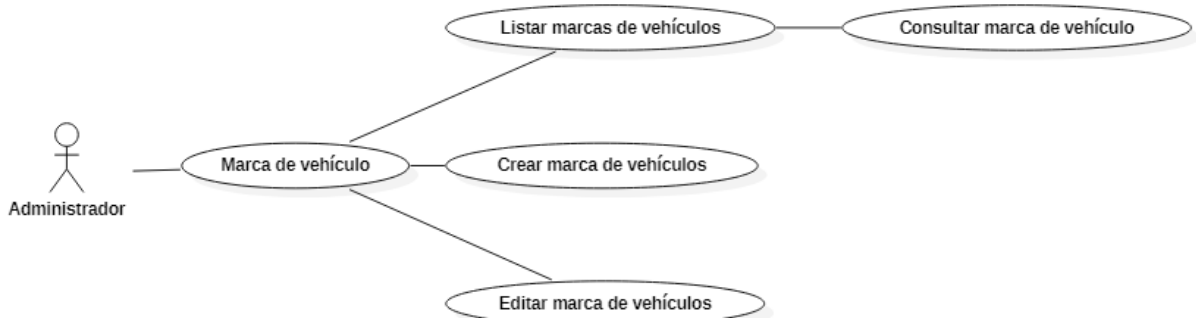 Listar marcas de vehículos
Consultar marca de vehículo
Marca de vehículo
Crear marca de vehículos
Administrador
Editar marca de vehículos